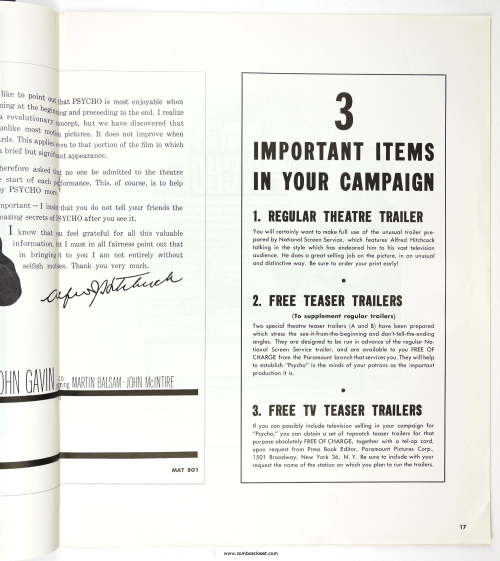 like to point out that PSYCHO is most enjoyable when
ning at the beginning and proceeding to the end. I realize
a revolutionary concept, but we have discovered that
unlike most motion pictures. It does not improve when
ards. This applies even to that portion of the film in which
a brief but significant appearance.
herefore asked that no one be admitted to the theatre
e start of each performance. This, of course, is to help
oy PSYCHO more.
mportant — I insist that you do not tell your friends the
mazing secrets of PSYCHO after you see it.
I know that you feel grateful for all this valuable
information, but I must in all fairness point out that
in bringing it to you I am not entirely without
selfish motives. Thank you very much.
Alfred J Hitchcock
OHN GAVIN MARTIN BALSAM · JOHN McINTIRE
MAT 801
3
IMPORTANT ITEMS
IN YOUR CAMPAIGN
1. REGULAR THEATRE TRAILER
You will certainly want to make full use of the unusual trailer pre-
pared by National Screen Service, which features Alfred Hitchcock
talking in the style which has endeared him to his vast television
audience. He does a great selling job on the picture, in an unusual
and distinctive way. Be sure to order your print early!
•
2. FREE TEASER TRAILERS
(To supplement regular trailers)
Two special theatre teaser trailers (A and B) have been prepared
which stress the see-it-from-the-beginning and don't-tell-the-ending
angles. They are designed to be run in advance of the regular Na-
tional Screen Service trailer, and are available to you FREE OF
CHARGE from the Paramount branch that services you. They will help
to establish "Psycho" in the minds of your patrons as the important
production it is.
•
3. FREE TV TEASER TRAILERS
If you can possibly include television selling in your campaign for
"Psycho," you can obtain a set of topnotch teaser trailers for that
purpose absolutely FREE OF CHARGE, together with a tel-op card,
upon request from Press Book Editor, Paramount Pictures Corp.,
1501 Broadway, New York 36, N. Y. Be sure to include with your
request the name of the station on which you plan to run the trailers.
17
www.zomboscloset.com